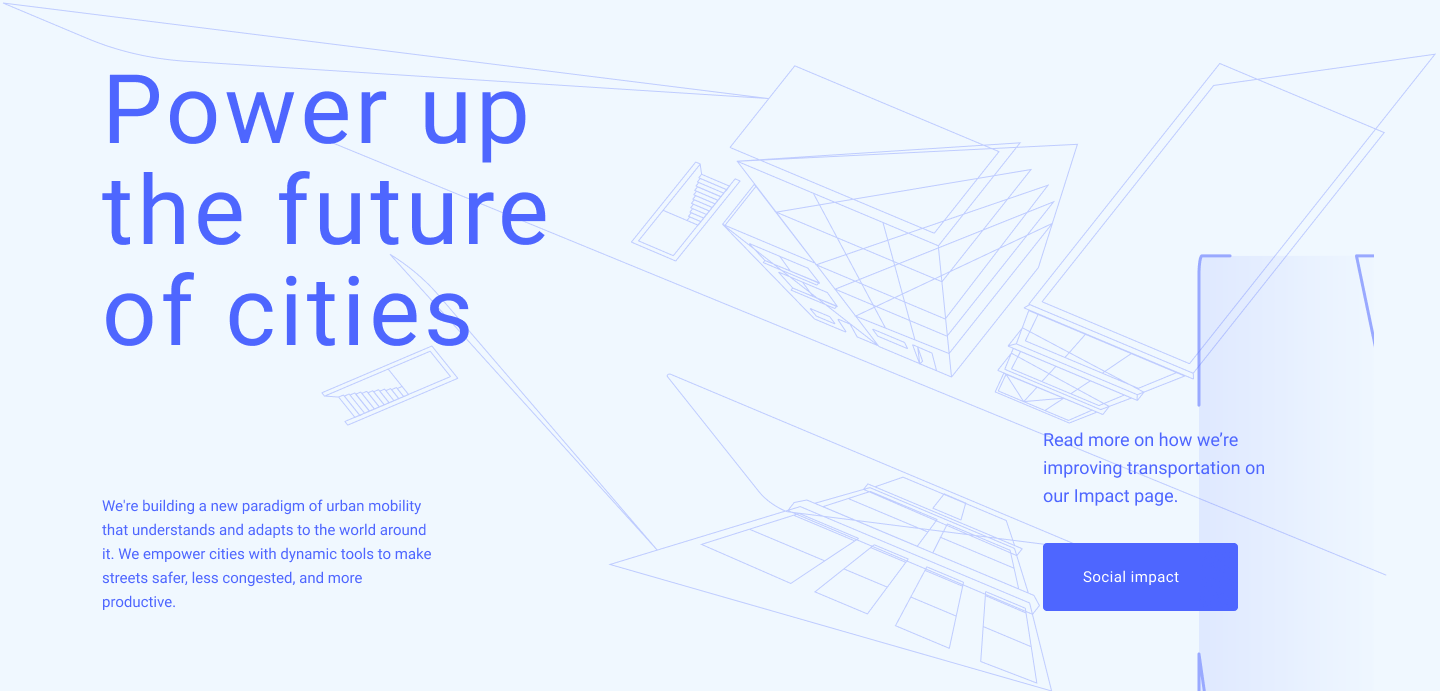 Power up
the future
of cities
We're building a new paradigm of urban mobility
that understands and adapts to the world around
it. We empower cities with dynamic tools to make
streets safer, less congested, and more
productive.
Read more on how we’re
improving transportation on
our Impact page.
Social impact